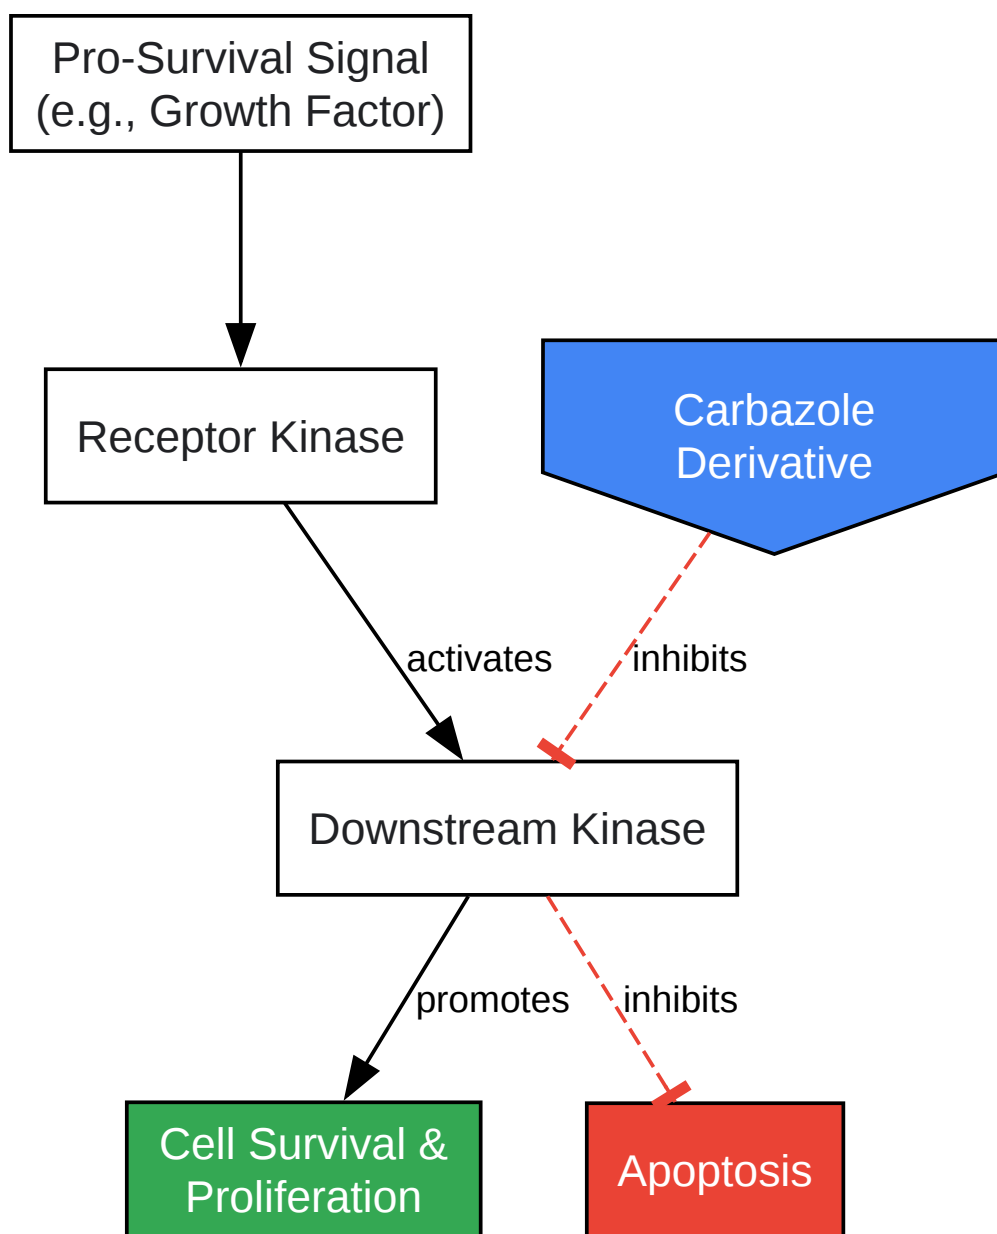 Pro-Survival Signal
(e.g., Growth Factor)
Receptor Kinase
Carbazole
Derivative
activates
inhibits
Downstream Kinase
promotes
inhibits
Cell Survival &
Proliferation
Apoptosis